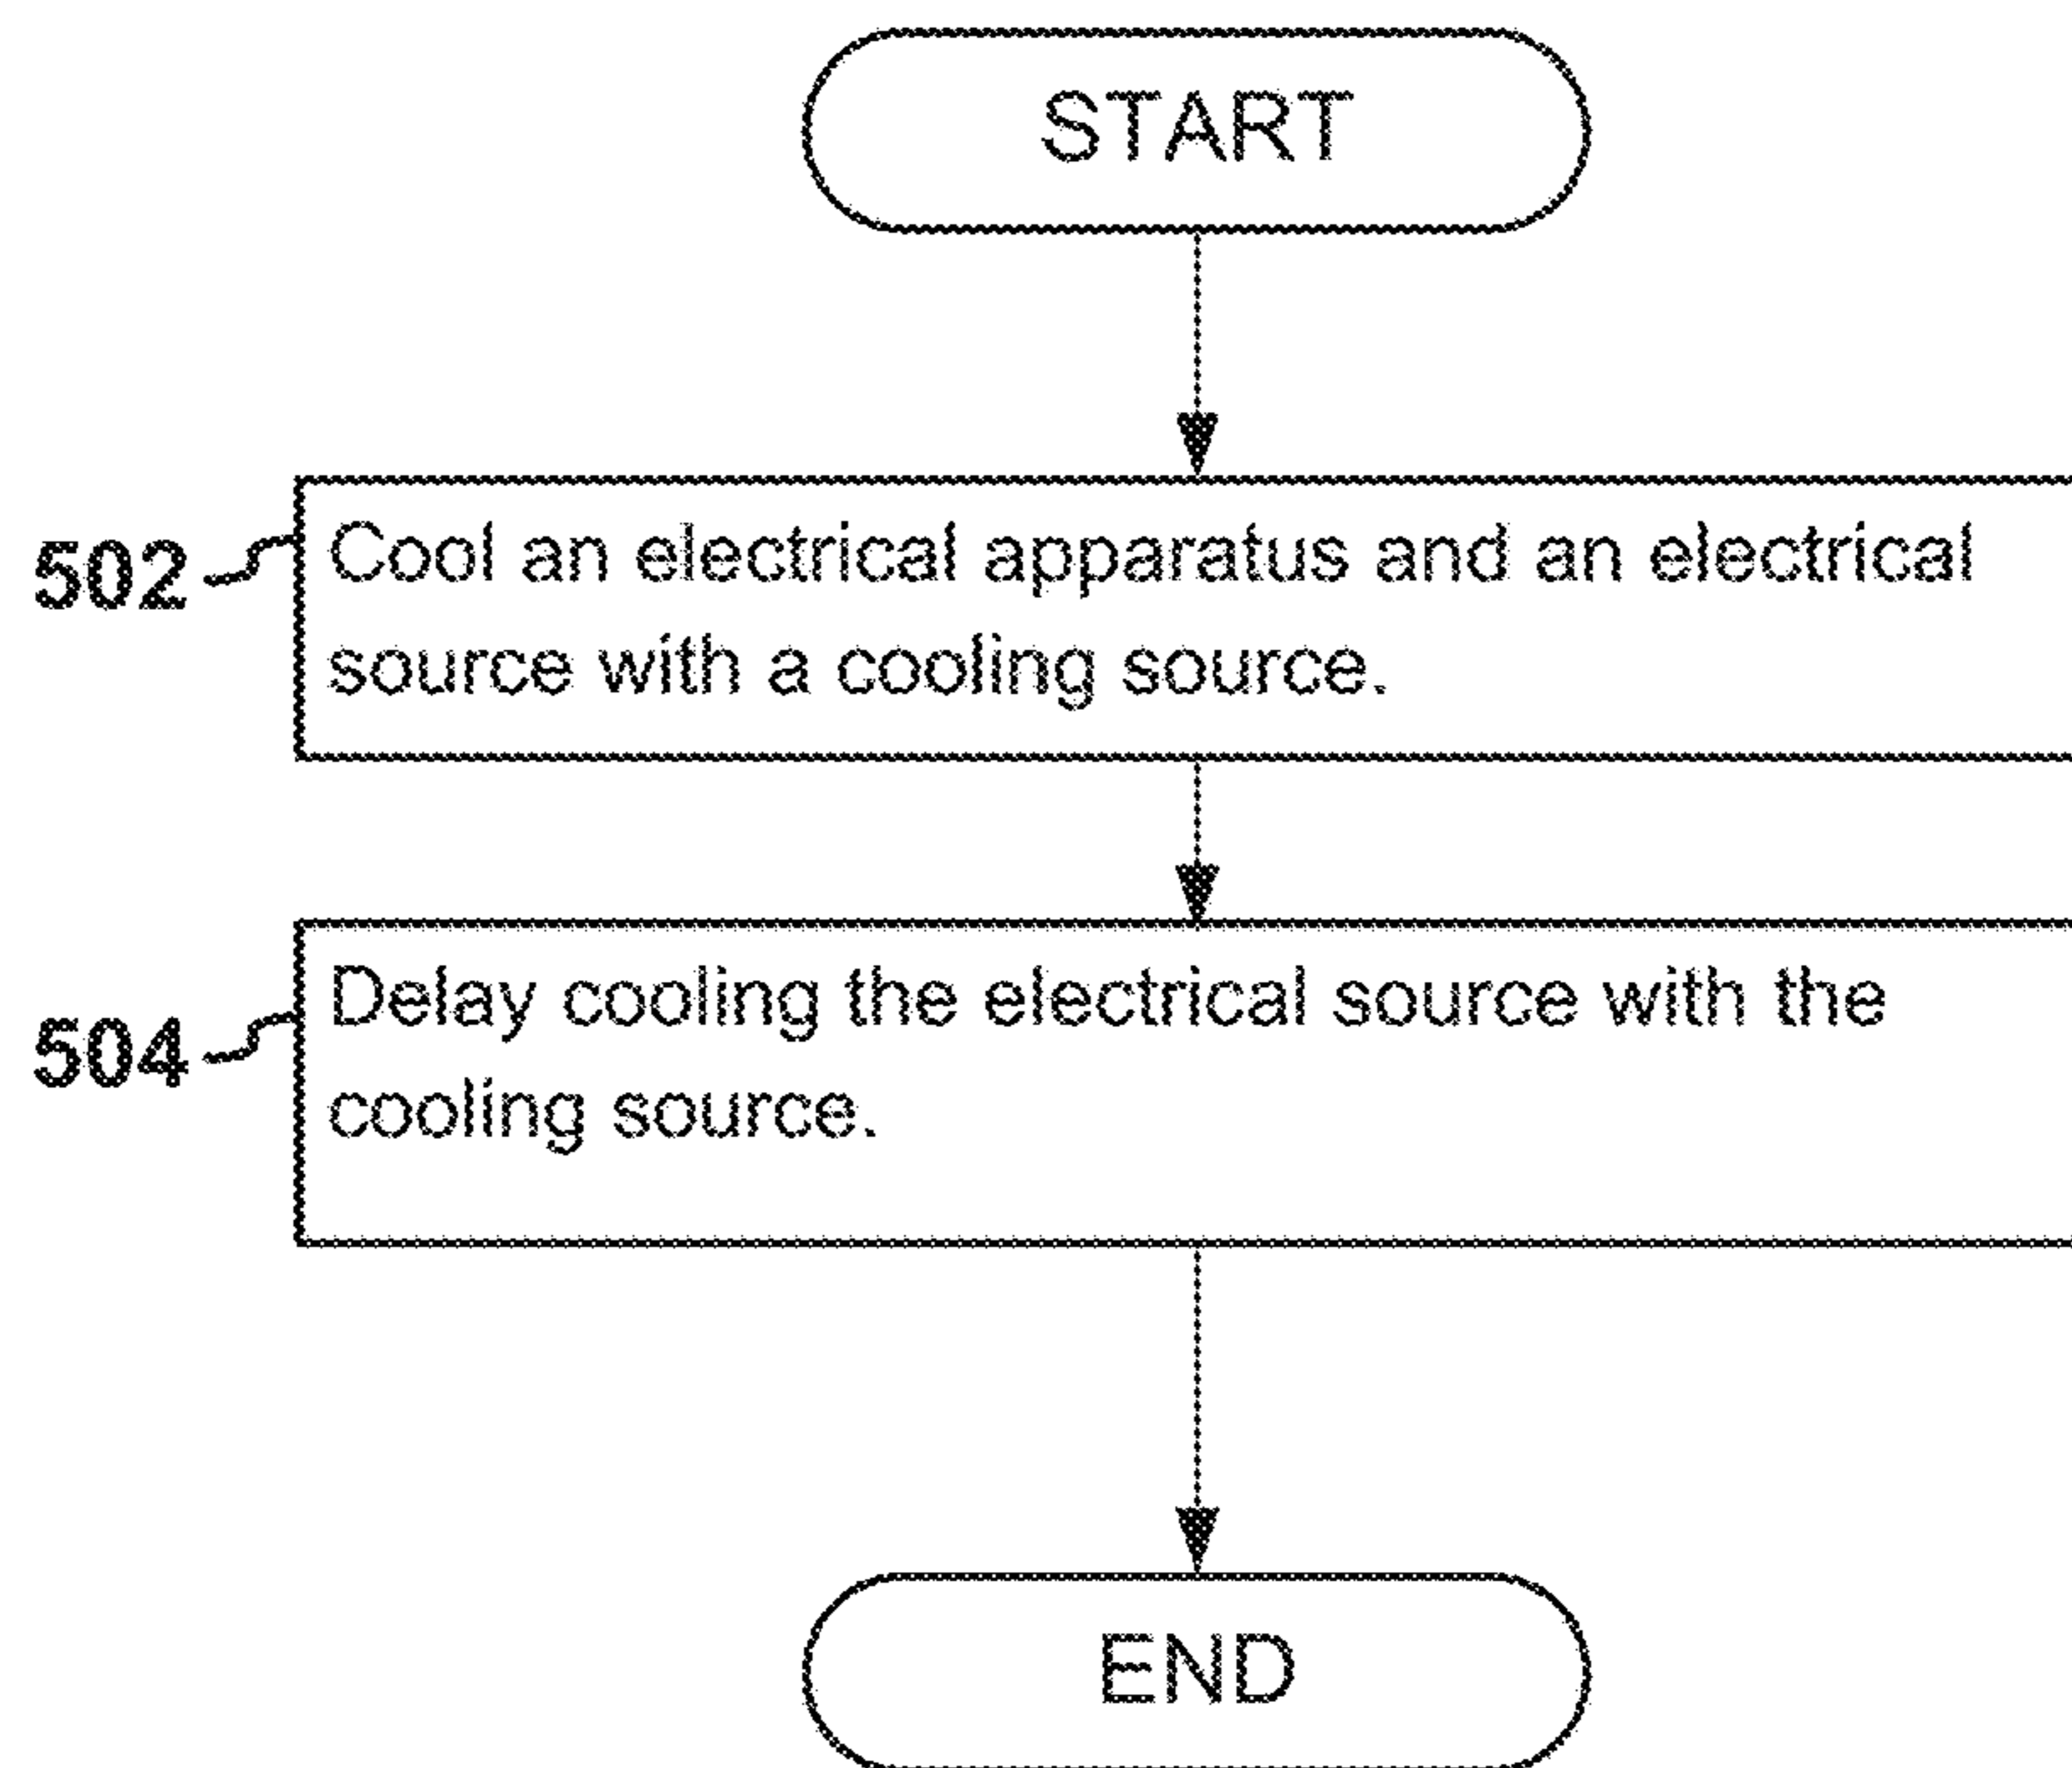 START
502
Cool an electrical apparatus and an electrical
source with a cooling source.
504
Delay cooling the electrical source with the
cooling source.
END